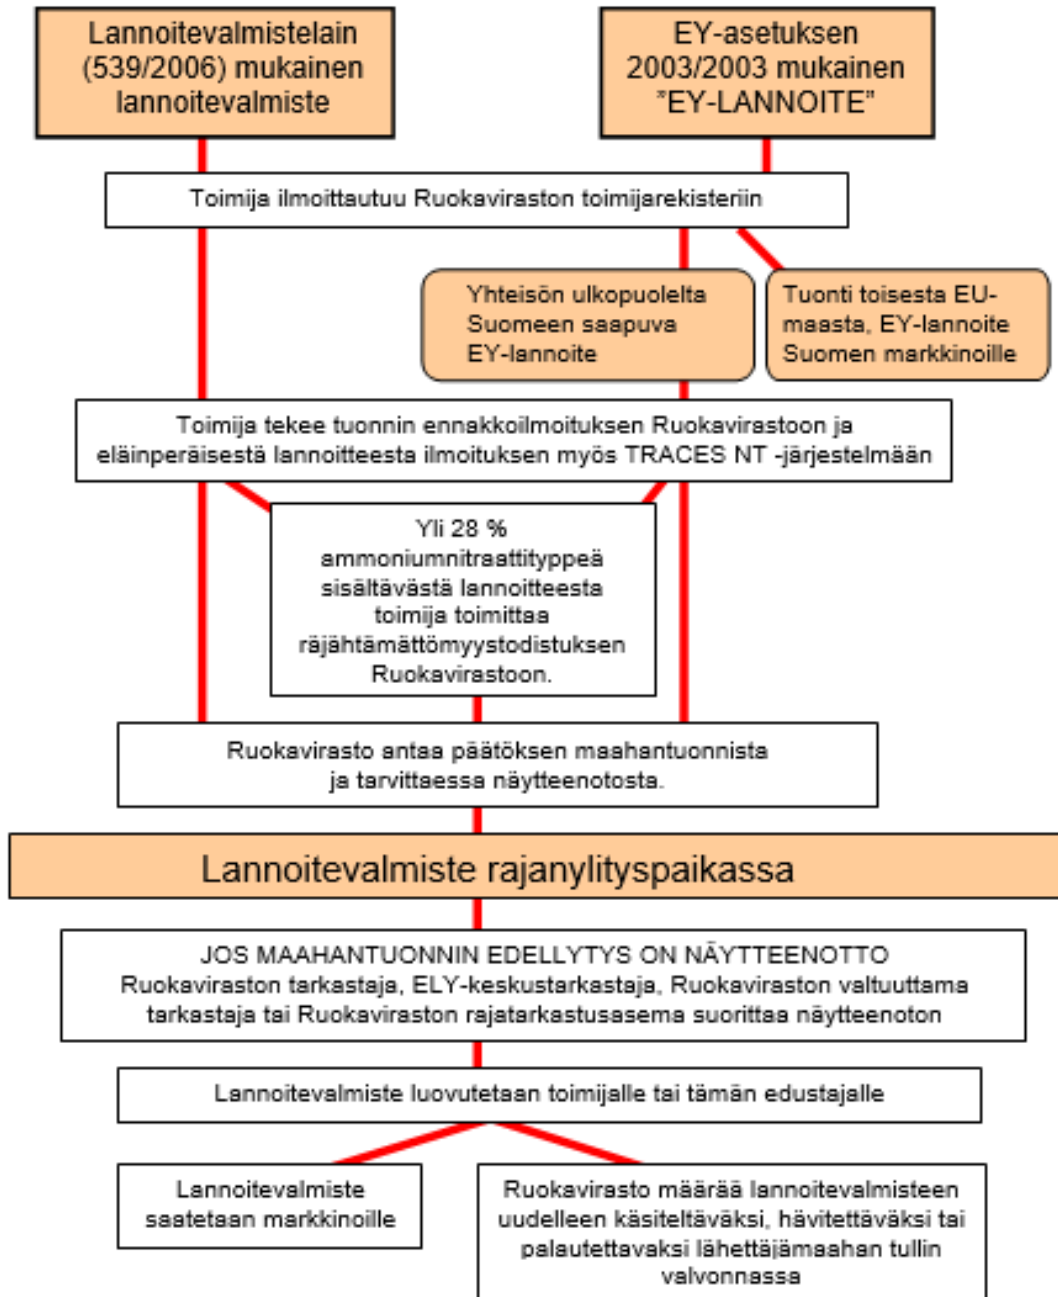 Lannoitevalmistelain
(539/2006) mukainen
lannoitevalmiste
EY-asetuksen
2003/2003 mukainen
”EY-LANNOITE”
Toimija ilmoittautuu Ruokaviraston toimijarekisteriin
Yhteisön ulkopuolelta
Suomeen saapuva
EY-lannoite
Tuonti toisesta EU-
maasta, EY-lannoite
Suomen markkinoille
Toimija tekee tuonnin ennakkoilmoituksen Ruokavirastoon ja
eläinperäisestä lannoitteesta ilmoituksen myös TRACES NT -järjestelmään
Yli 28 %
ammoniumnitraattityppeä
sisältävästä lannoitteesta
toimija toimittaa
räjähtämättömyystodistuksen
Ruokavirastoon.
Ruokavirasto antaa päätöksen maahantuonnista
ja tarvittaessa näytteenotosta.
Lannoitevalmiste rajanylityspaikassa
JOS MAAHANTUONNIN EDELLYTYS ON NÄYTTEENOTTO
Ruokaviraston tarkastaja, ELY-keskustarkastaja, Ruokaviraston valtuuttama
tarkastaja tai Ruokaviraston rajatarkastusasema suorittaa näytteenoton
Lannoitevalmiste luovutetaan toimijalle tai tämän edustajalle
Lannoitevalmiste
saatetaan markkinoille
Ruokavirasto määrää lannoitevalmisteen
uudelleen käsiteltäväksi, hävitettäväksi tai
palautettavaksi lähettäjämaahan tullin
valvonnassa